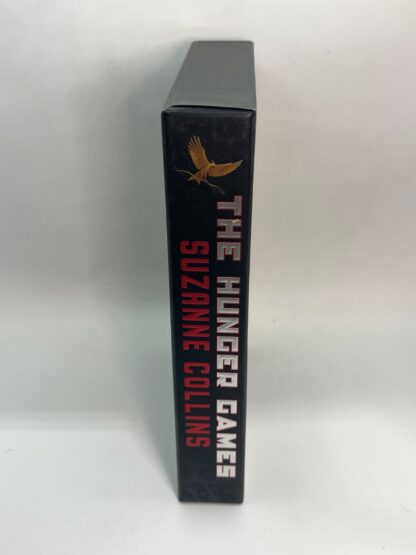 THE HUNGER GAMES
SUZANNE COLLINS